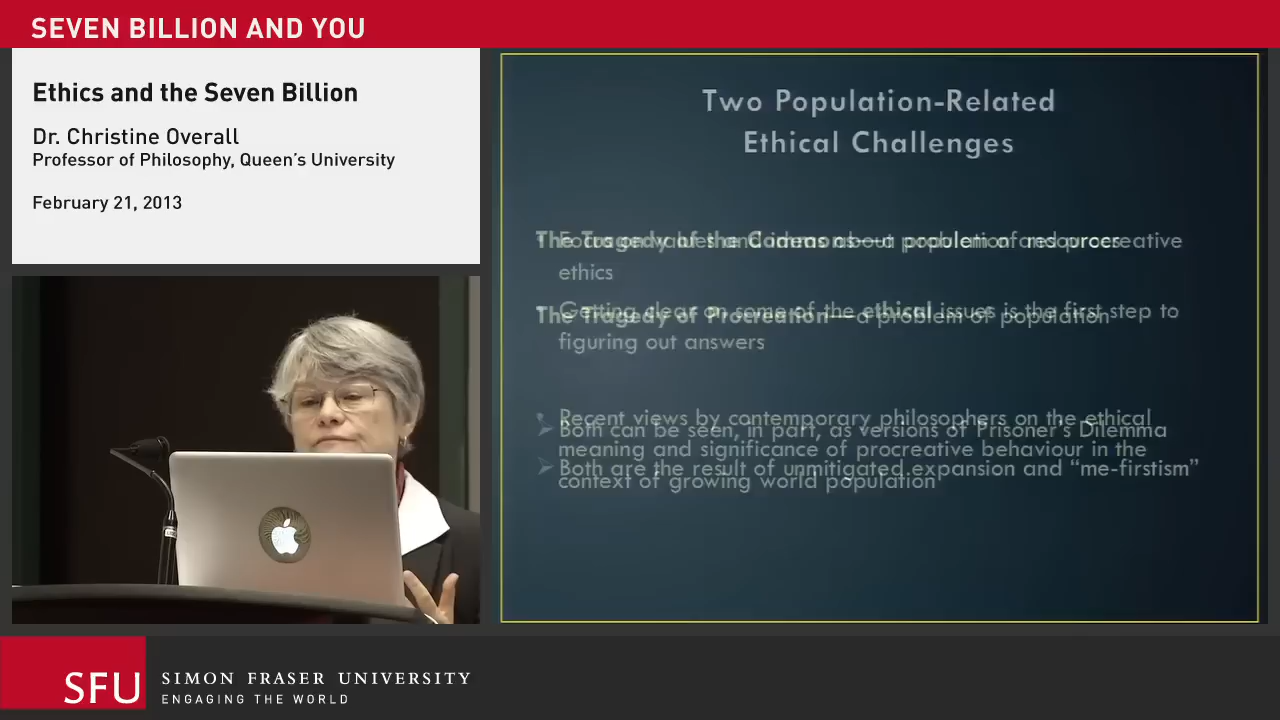 SEVEN BILLION AND YOU
Ethics and the Seven Billion
Dr. Christine Overall
Professor of Philosophy, Queen's University
February 21, 2013
Two Population-Related
Ethical Challenges
The Tragedy of the Commons—a problem of resources
The Tragedy of Procreation—a problem of population
➢ Both can be seen, in part, as versions of Prisoner's Dilemma
➢ Both are the result of unmitigated expansion and “me-firstism”
• Focus on values and ideas about population and procreative
ethics
• Getting clear on some of the ethical issues is the first step to
figuring out answers
• Recent views by contemporary philosophers on the ethical
meaning and significance of procreative behaviour in the
context of growing world population
SFU
SIMON FRASER UNIVERSITY
ENGAGING THE WORLD